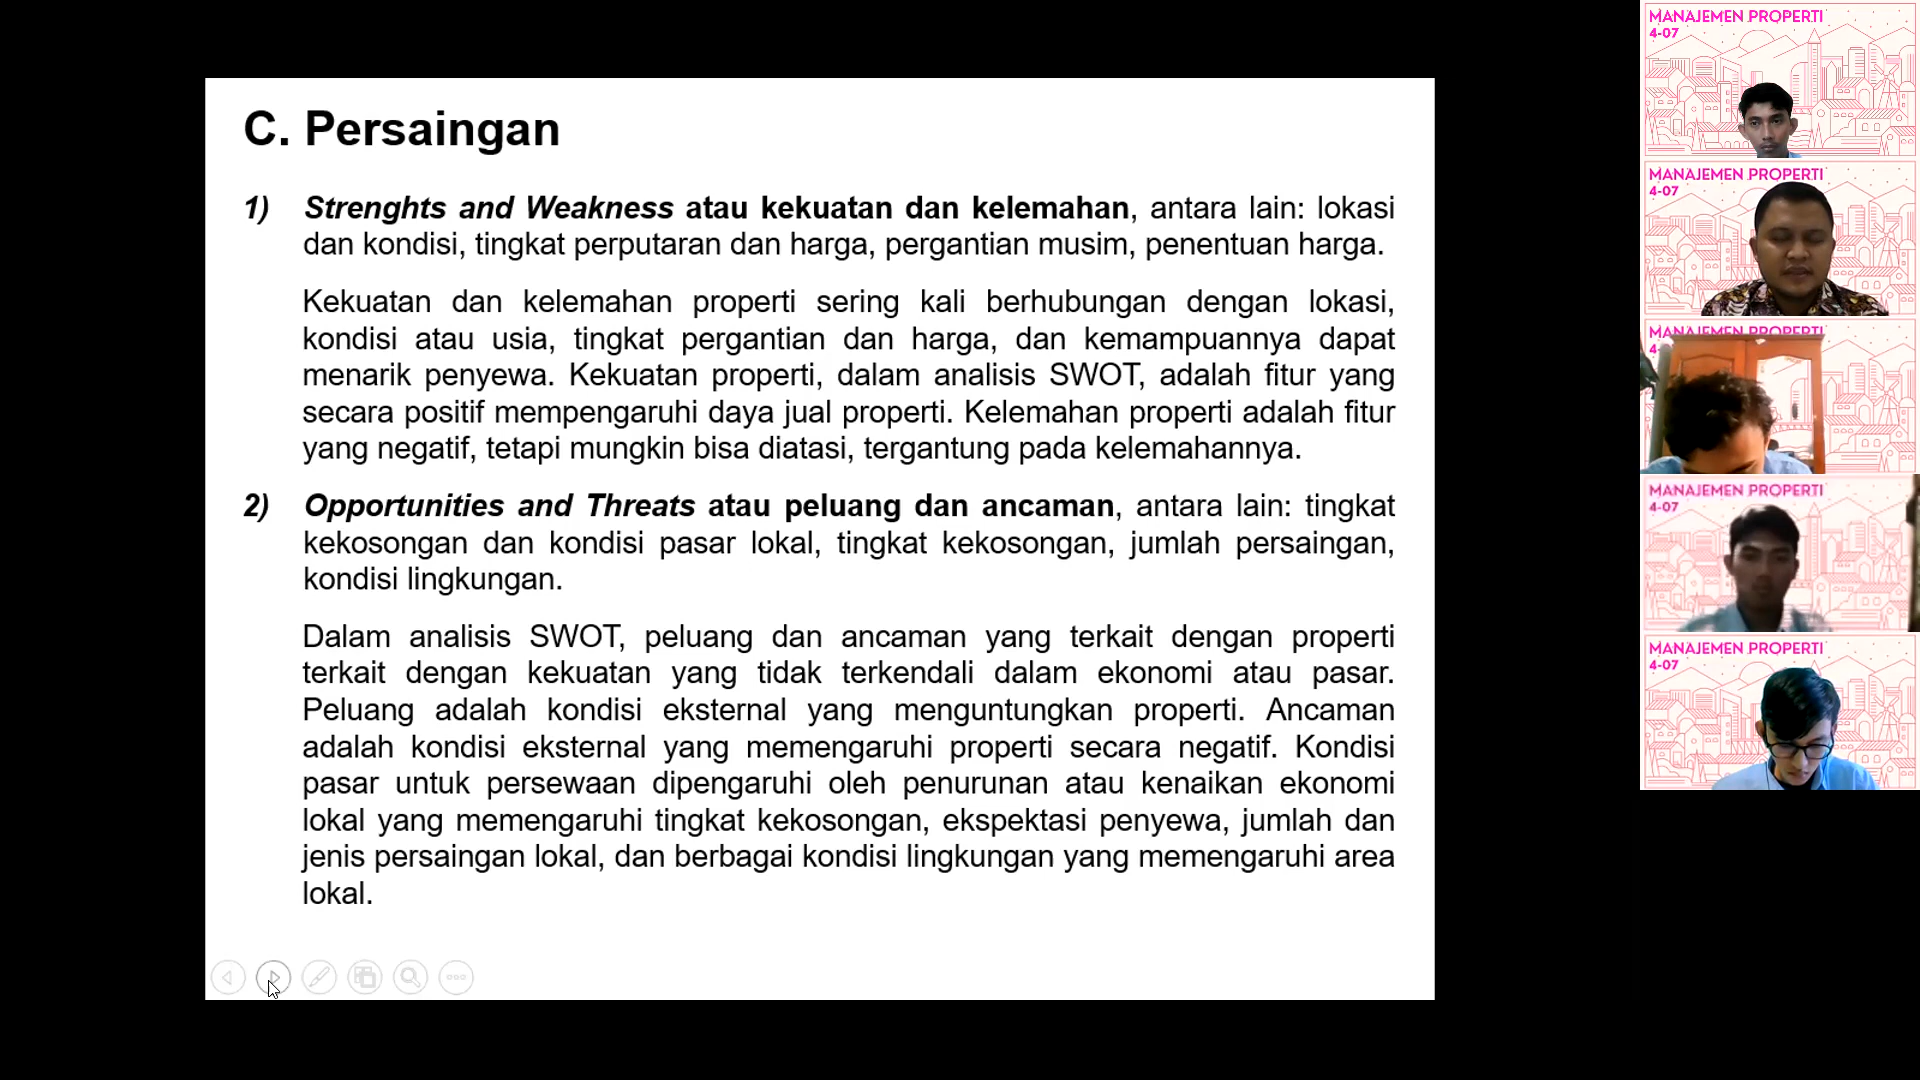 C. Persaingan
1) Strenghts and Weakness atau kekuatan dan kelemahan, antara lain: lokasi
dan kondisi, tingkat perputaran dan harga, pergantian musim, penentuan harga.
Kekuatan dan kelemahan properti sering kali berhubungan dengan lokasi,
kondisi atau usia, tingkat pergantian dan harga, dan kemampuannya dapat
menarik penyewa. Kekuatan properti, dalam analisis SWOT, adalah fitur yang
secara positif mempengaruhi daya jual properti. Kelemahan properti adalah fitur
yang negatif, tetapi mungkin bisa diatasi, tergantung pada kelemahannya.
2) Opportunities and Threats atau peluang dan ancaman, antara lain: tingkat
kekosongan dan kondisi pasar lokal, tingkat kekosongan, jumlah persaingan,
kondisi lingkungan.
Dalam analisis SWOT, peluang dan ancaman yang terkait dengan properti
terkait dengan kekuatan yang tidak terkendali dalam ekonomi atau pasar.
Peluang adalah kondisi eksternal yang menguntungkan properti. Ancaman
adalah kondisi eksternal yang memengaruhi properti secara negatif. Kondisi
pasar untuk persewaan dipengaruhi oleh penurunan atau kenaikan ekonomi
lokal yang memengaruhi tingkat kekosongan, ekspektasi penyewa, jumlah dan
jenis persaingan lokal, dan berbagai kondisi lingkungan yang memengaruhi area
lokal.
MANAJEMEN PROPERTI
4-07
MANAJEMEN PROPERTI
4-07
MANAJEMEN PROPERTI
4-
MANAJEMEN PROPERTI
4-07
MANAJEMEN PROPERTI
4-07